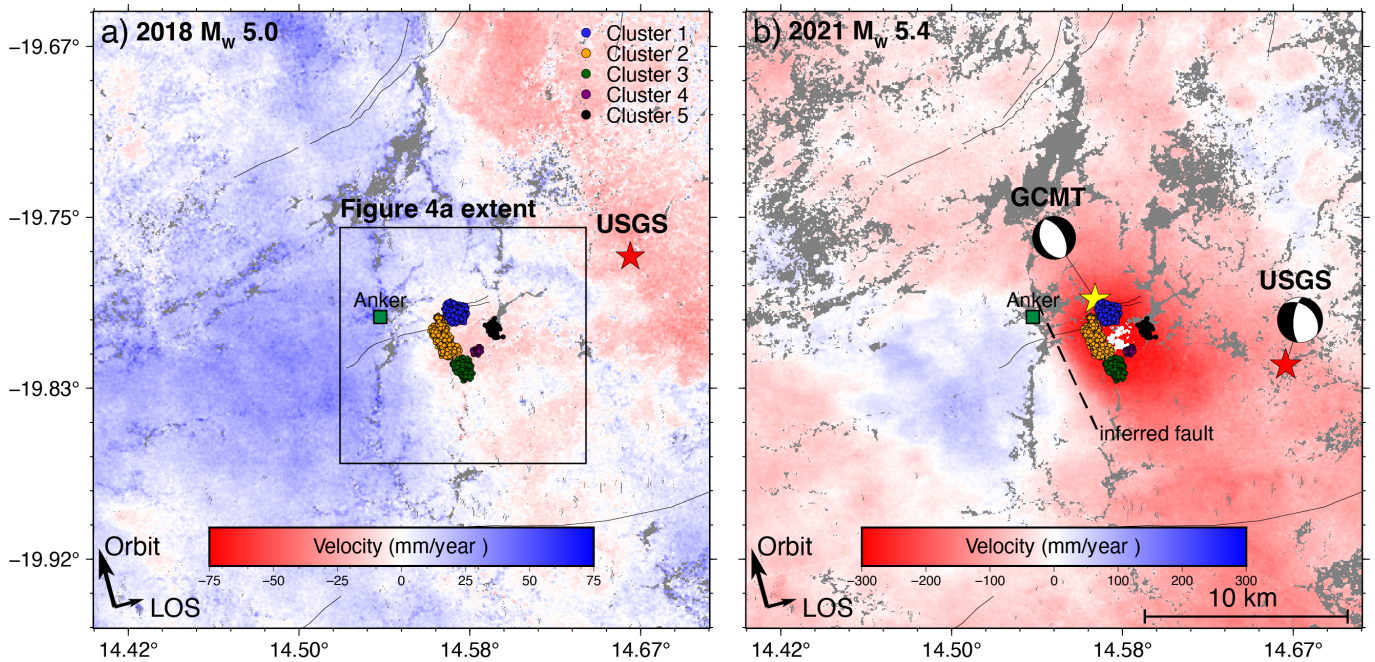 a) 2018 Mw 5.0
Cluster 1
Cluster 2
Cluster 3
Cluster 4
Cluster 5
USGS
Figure 4a extent
Anker
Velocity (mm/year )
−75 −50 −25 0 25 50 75
Orbit
LOS
−19.67°
−19.75°
−19.83°
−19.92°
14.42° 14.50° 14.58° 14.67°
b) 2021 Mw 5.4
GCMT
USGS
Anker
inferred fault
Velocity (mm/year )
−300 −200 −100 0 100 200 300
Orbit
LOS
10 km
14.42° 14.50° 14.58° 14.67°